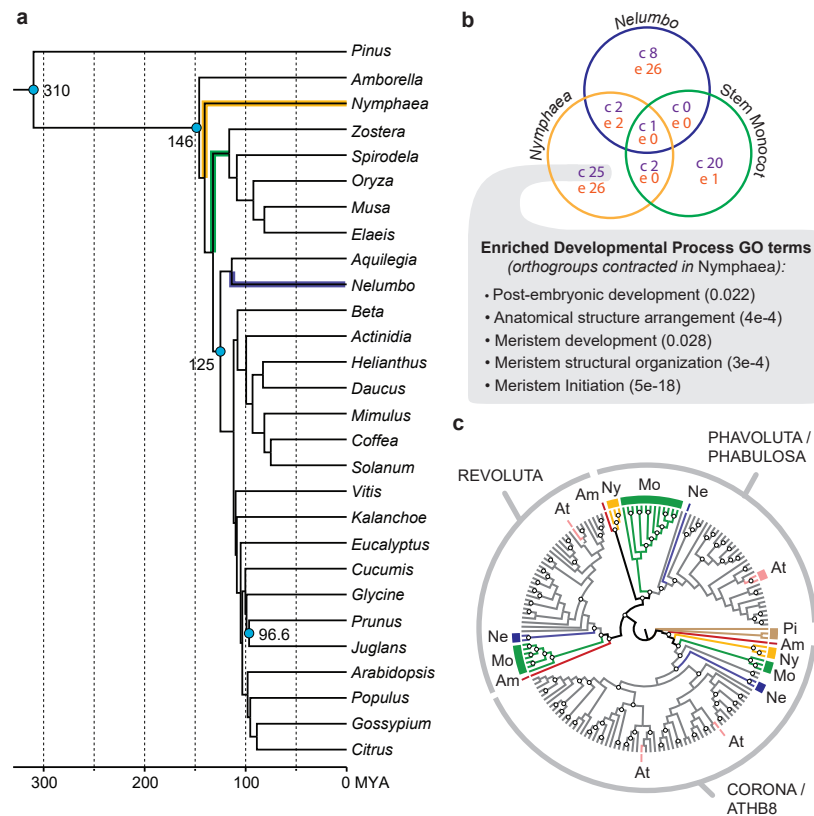 a
Pinus
310
Amborella
Nymphaea
146
Zostera
Spirodela
Oryza
Musa
Elaeis
Aquilegia
Nelumbo
Beta
125
Actinidia
Helianthus
Daucus
Mimulus
Coffea
Solanum
Vitis
Kalanchoe
Eucalyptus
Cucumis
Glycine
Prunus
96.6
Juglans
Arabidopsis
Populus
Gossypium
Citrus
300
200
100
0 MYA
b
Nelumbo
Nymphaea
Stem Monocot
c 8
e 26
c 2
e 2
c 0
e 0
c 1
e 0
c 25
e 26
c 2
e 0
c 20
e 1
Enriched Developmental Process GO terms
(orthogroups contracted in Nymphaea):
• Post-embryonic development (0.022)
• Anatomical structure arrangement (4e-4)
• Meristem development (0.028)
• Meristem structural organization (3e-4)
• Meristem Initiation (5e-18)
c
PHAVOLUTA /
PHABULOSA
REVOLUTA
At
Am
Ny
Mo
Ne
At
Pi
Am
Ny
Mo
Ne
Ne
Mo
Am
At
At
CORONA /
ATHB8